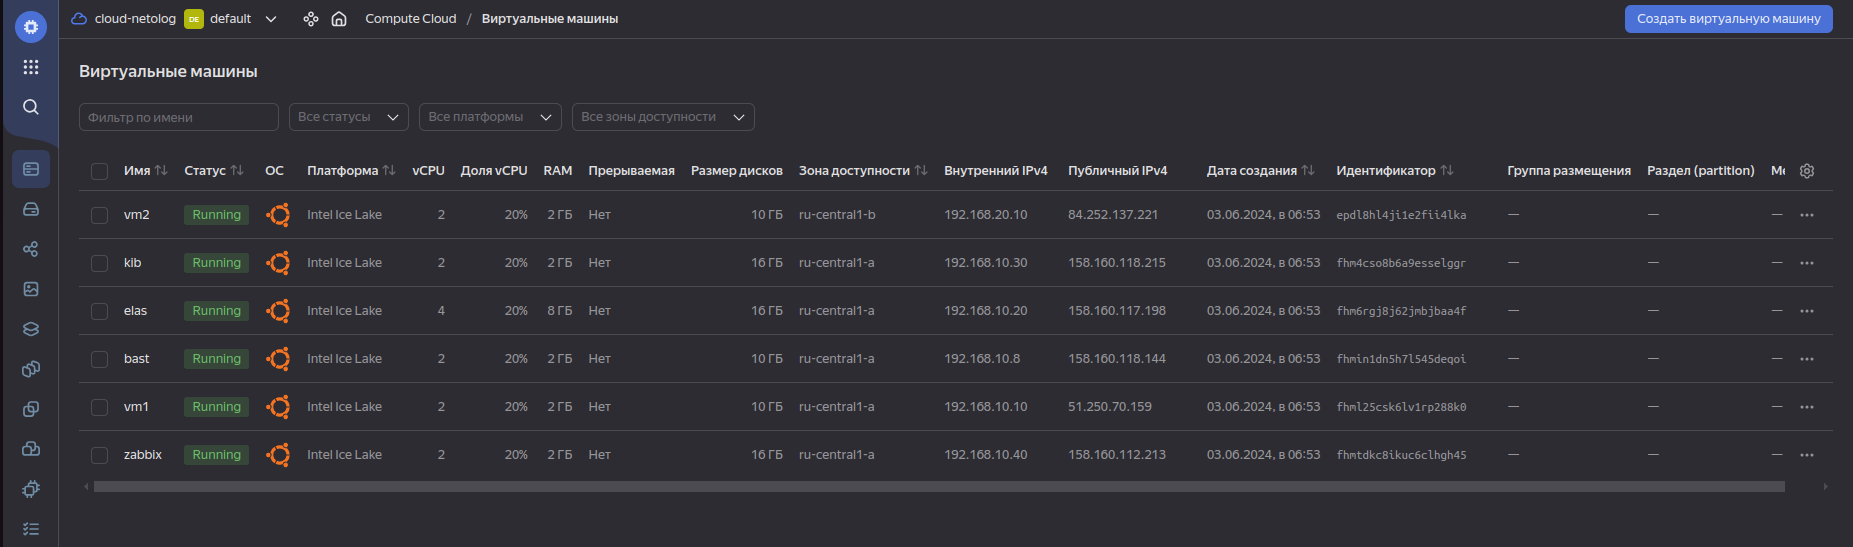 cloud-netolog DE default Compute Cloud / Виртуальные машины Создать виртуальную машину
Виртуальные машины
Фильтр по имени Все статусы Все платформы Все зоны доступности
Имя Статус ОС Платформа vCPU Доля vCPU RAM Прерываемая Размер дисков Зона доступности Внутренний IPv4 Публичный IPv4 Дата создания Идентификатор Группа размещения Раздел (partition) Ме
vm2 Running Intel Ice Lake 2 20% 2 ГБ Нет 10 ГБ ru-central1-b 192.168.20.10 84.252.137.221 03.06.2024, в 06:53 epdl8hl4ji1e2fii4lka — — —
kib Running Intel Ice Lake 2 20% 2 ГБ Нет 16 ГБ ru-central1-a 192.168.10.30 158.160.118.215 03.06.2024, в 06:53 fhm4cso8b6a9esselggr — — —
elas Running Intel Ice Lake 4 20% 8 ГБ Нет 16 ГБ ru-central1-a 192.168.10.20 158.160.117.198 03.06.2024, в 06:53 fhm6rgj8j62jmbjbaa4f — — —
bast Running Intel Ice Lake 2 20% 2 ГБ Нет 10 ГБ ru-central1-a 192.168.10.8 158.160.118.144 03.06.2024, в 06:53 fhmin1dn5h7l545deqoi — — —
vm1 Running Intel Ice Lake 2 20% 2 ГБ Нет 10 ГБ ru-central1-a 192.168.10.10 51.250.70.159 03.06.2024, в 06:53 fhml25csk6lv1rp288k0 — — —
zabbix Running Intel Ice Lake 2 20% 2 ГБ Нет 16 ГБ ru-central1-a 192.168.10.40 158.160.112.213 03.06.2024, в 06:53 fhmtdkc8ikuc6clhgh45 — — —